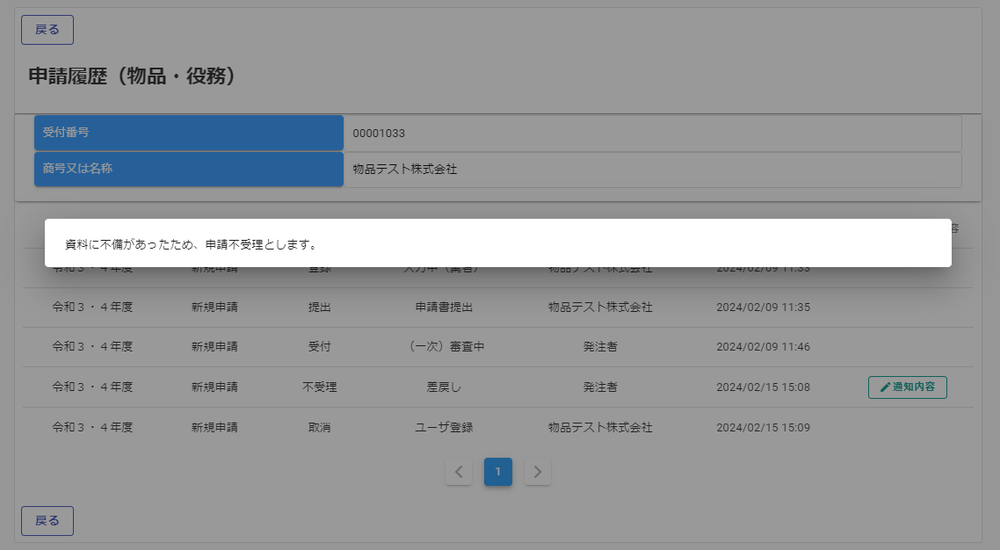 戻る
申請履歴（物品・役務）
受付番号 00001033
商号又は名称 物品テスト株式会社
容
資料に不備があったため、申請不受理とします。
令和３・４年度 新規申請 登録 入力中（業者） 物品テスト株式会社 2024/02/09 11:33
令和３・４年度 新規申請 提出 申請書提出 物品テスト株式会社 2024/02/09 11:35
令和３・４年度 新規申請 受付 （一次）審査中 発注者 2024/02/09 11:46
令和３・４年度 新規申請 不受理 差戻し 発注者 2024/02/15 15:08 通知内容
令和３・４年度 新規申請 取消 ユーザ登録 物品テスト株式会社 2024/02/15 15:09
1
戻る